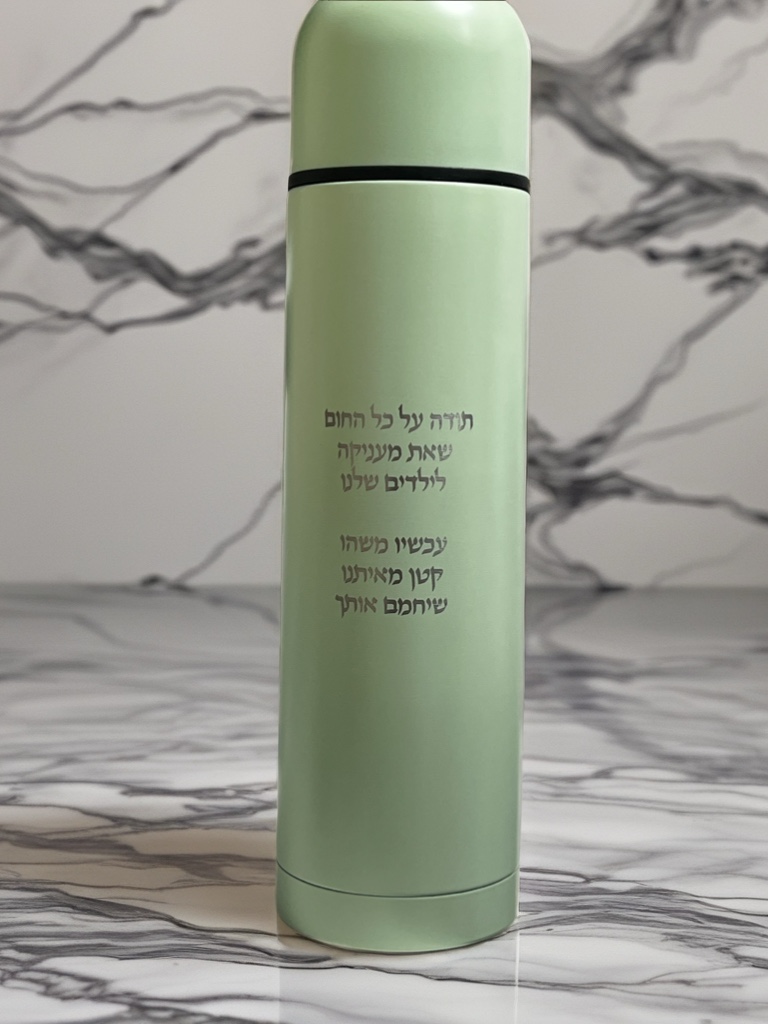 תודה על כל החום
שאת מעניקה
לילדים שלנו
עכשיו משהו
קטן מאיתנו
שיחמם אותך